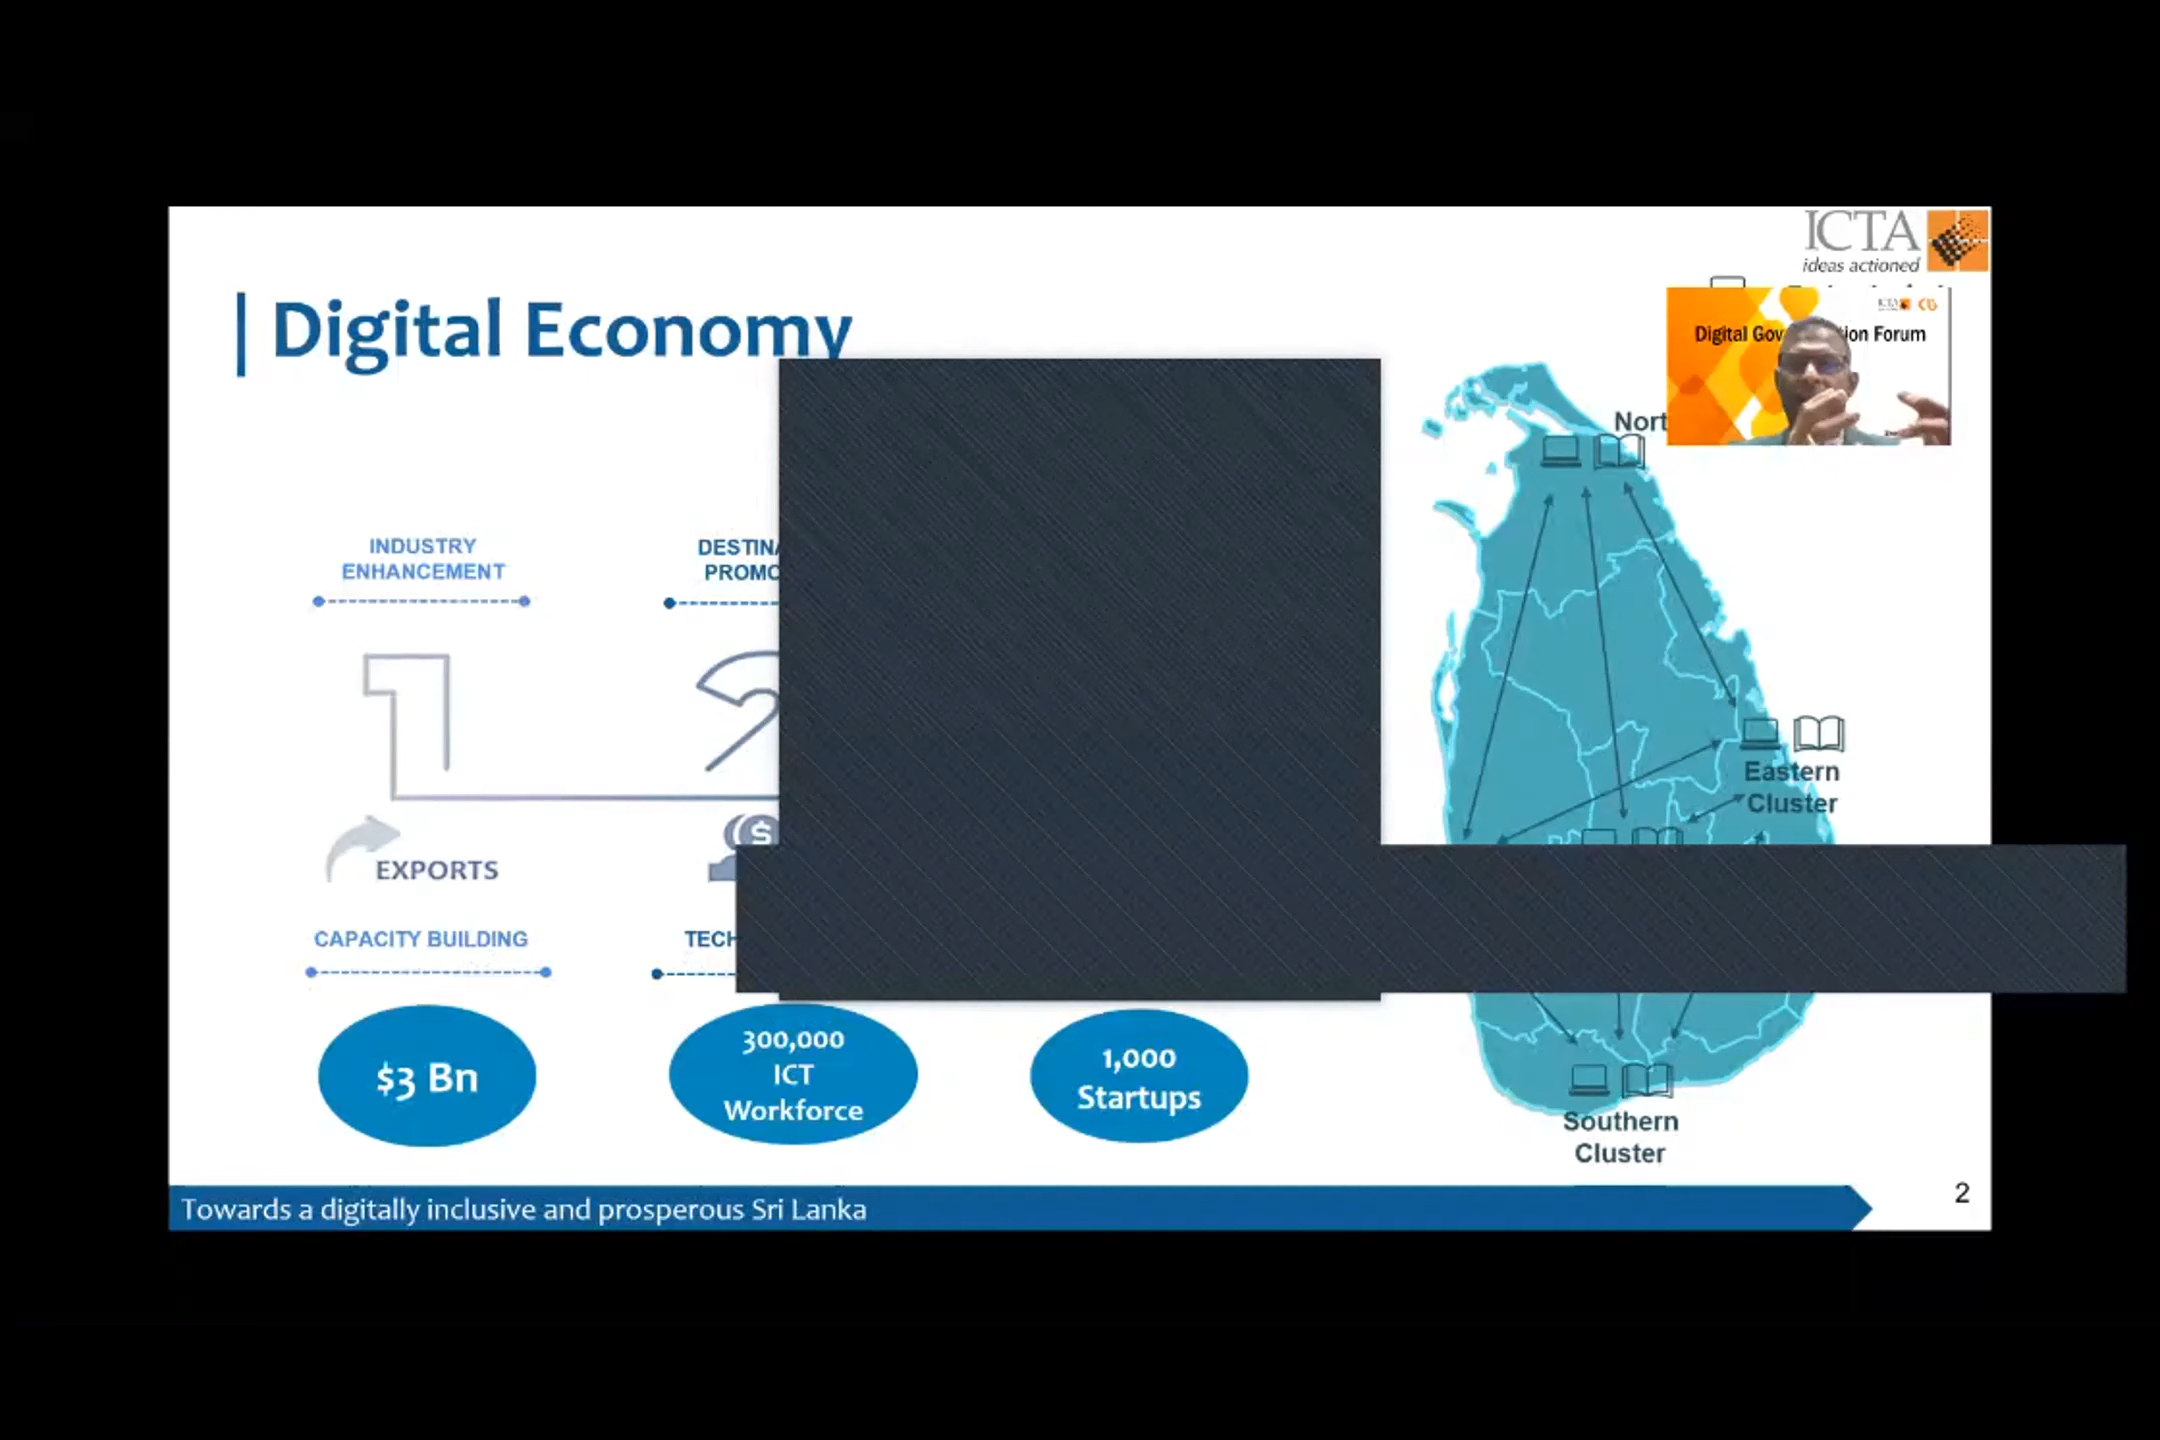 ICTA
ideas actioned
Digital Economy
Digital Gov
ion Forum
Nort
INDUSTRY
ENHANCEMENT
DESTINA
PROMO
1
2
Eastern
Cluster
$
EXPORTS
CAPACITY BUILDING
TECH
$3 Bn
300,000
ICT
Workforce
1,000
Startups
Southern
Cluster
Towards a digitally inclusive and prosperous Sri Lanka
2